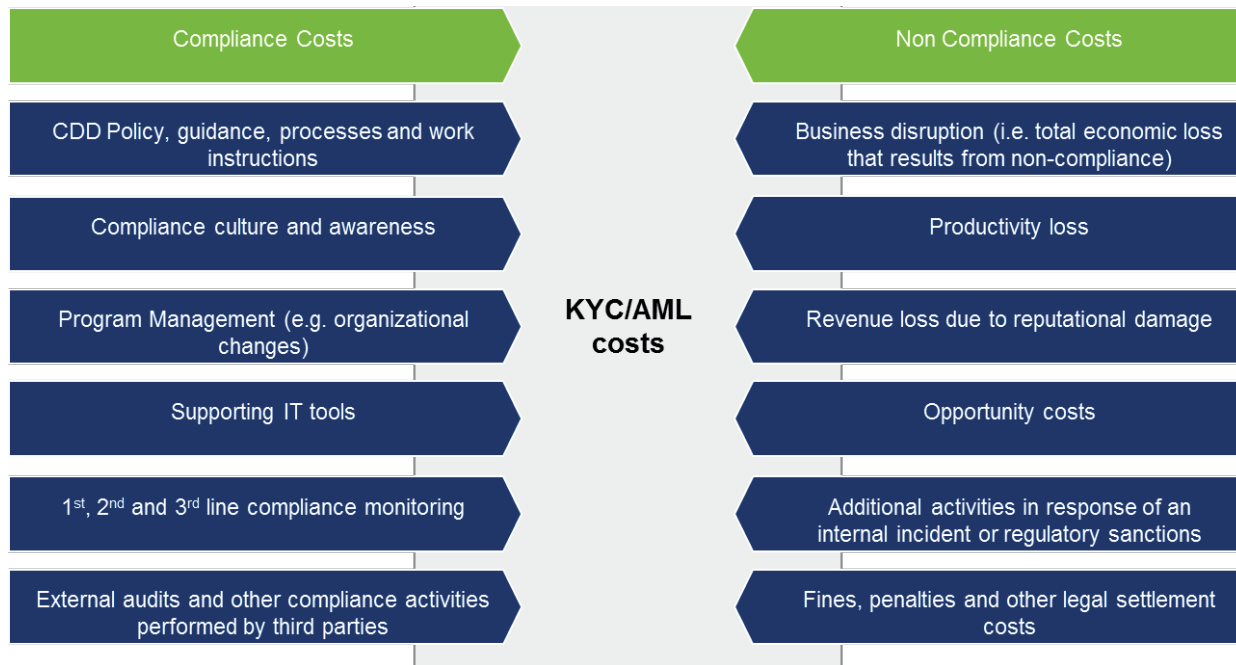 Compliance Costs
CDD Policy, guidance, processes and work
instructions
Compliance culture and awareness
Program Management (e.g. organizational
changes)
Supporting IT tools
1st, 2nd and 3rd line compliance monitoring
External audits and other compliance activities
performed by third parties
KYC/AML
costs
Non Compliance Costs
Business disruption (i.e. total economic loss
that results from non-compliance)
Productivity loss
Revenue loss due to reputational damage
Opportunity costs
Additional activities in response of an
internal incident or regulatory sanctions
Fines, penalties and other legal settlement
costs